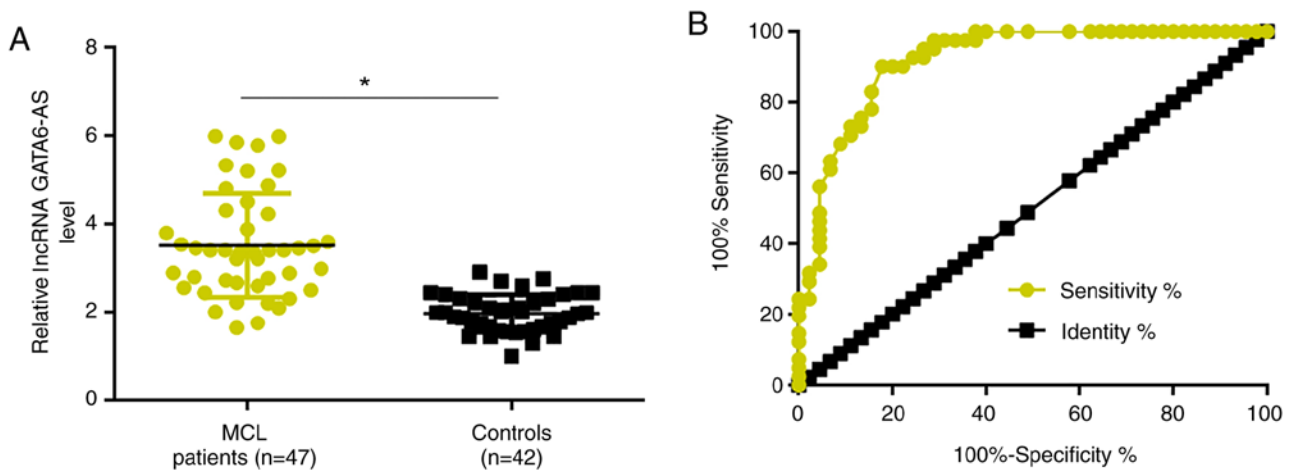 A
Relative lncRNA GATA6-AS
level
8
6
4
2
0
*
MCL
patients (n=47)
Controls
(n=42)
B
100% Sensitivity
100
80
60
40
20
0
Sensitivity %
Identity %
0 20 40 60 80 100
100%-Specificity %